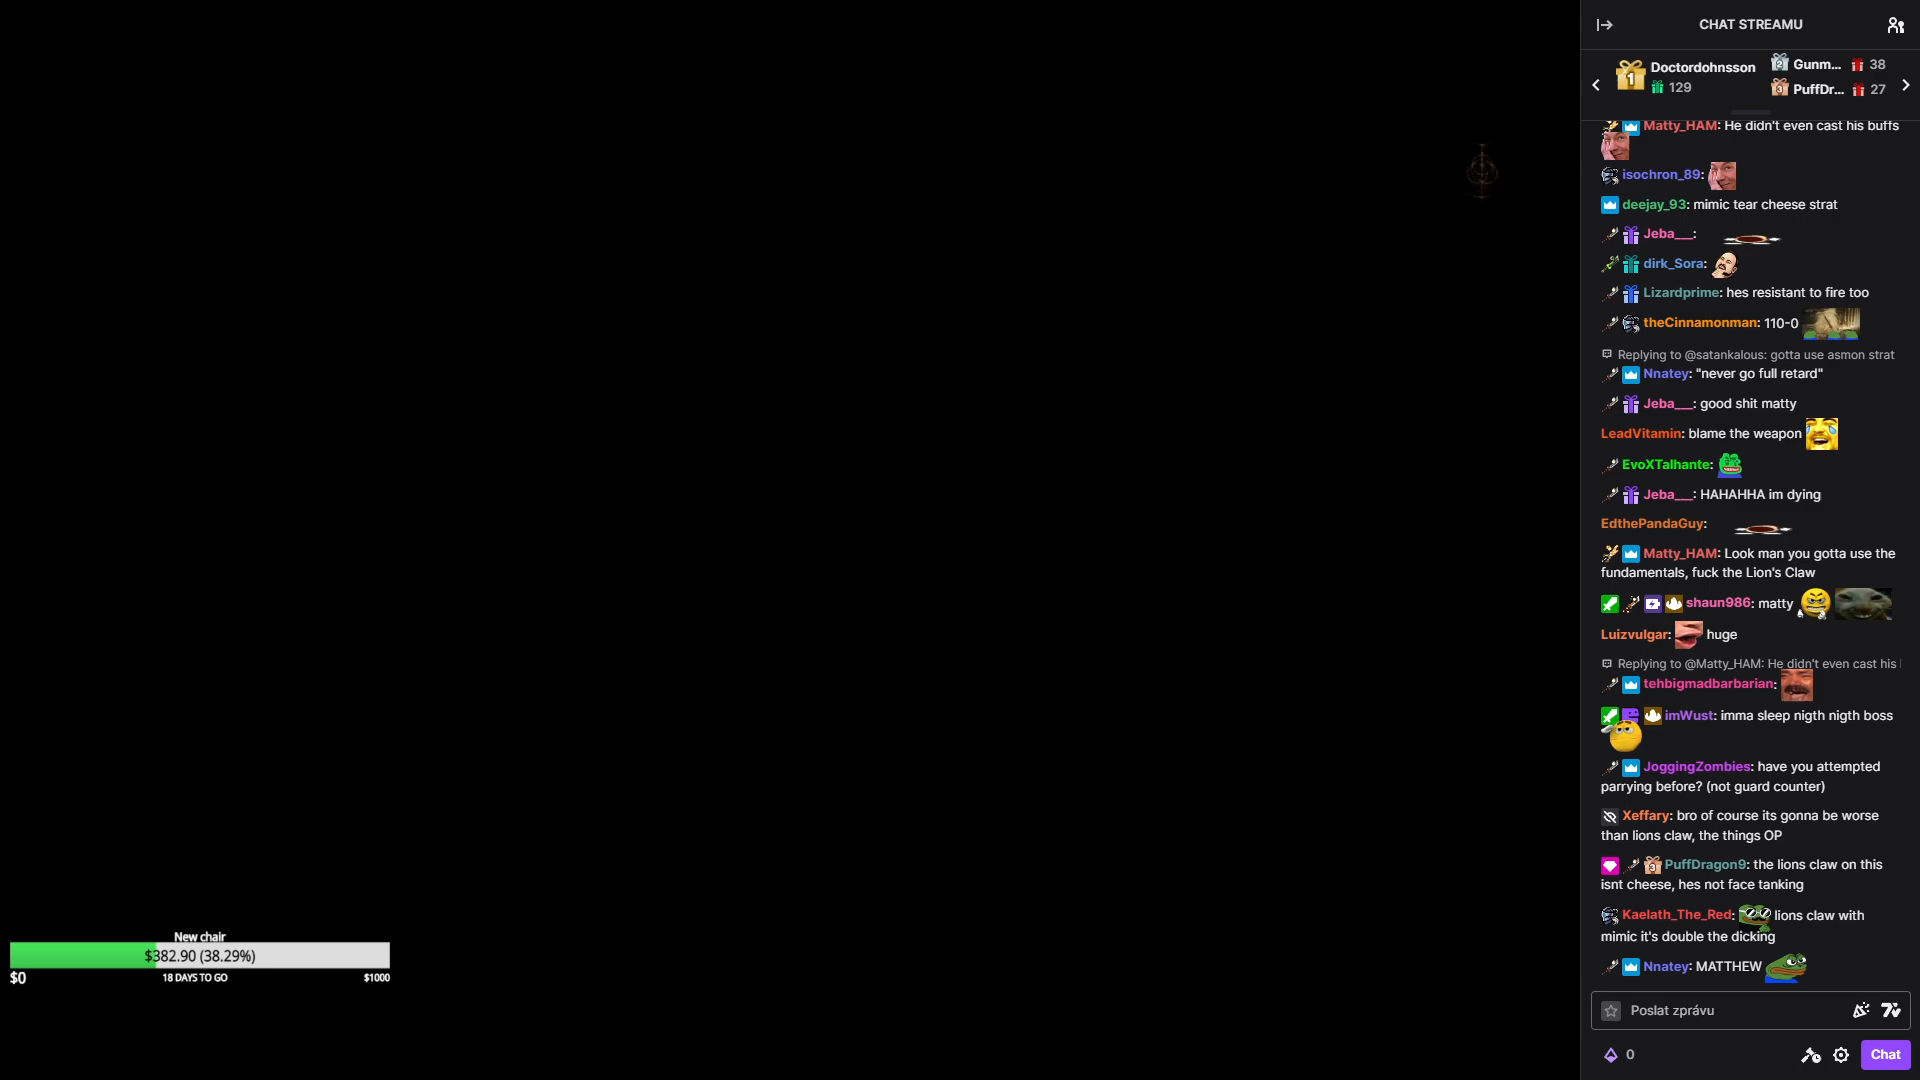 CHAT STREAMU
1 Doctordohnsson
129
2 Gunm... 38
3 PuffDr... 27
Matty_HAM: He didn't even cast his buffs
isochron_89:
deejay_93: mimic tear cheese strat
Jeba___:
dirk_Sora:
Lizardprime: hes resistant to fire too
theCinnamonman: 110-0
Replying to @satankalous: gotta use asmon strat
Nnatey: "never go full retard"
Jeba___: good shit matty
LeadVitamin: blame the weapon
EvoXTalhante:
Jeba___: HAHAHHA im dying
EdthePandaGuy:
Matty_HAM: Look man you gotta use the
fundamentals, fuck the Lion's Claw
shaun986: matty
Luizvulgar: huge
Replying to @Matty_HAM: He didn't even cast his
tehbigmadbarbarian:
imWust: imma sleep nigth nigth boss
JoggingZombies: have you attempted
parrying before? (not guard counter)
Xeffary: bro of course its gonna be worse
than lions claw, the things OP
PuffDragon9: the lions claw on this
isnt cheese, hes not face tanking
Kaelath_The_Red: lions claw with
mimic it's double the dicking
Nnatey: MATTHEW
Poslat zprávu
0
Chat
New chair
$382.90 (38.29%)
$0 18 DAYS TO GO $1000